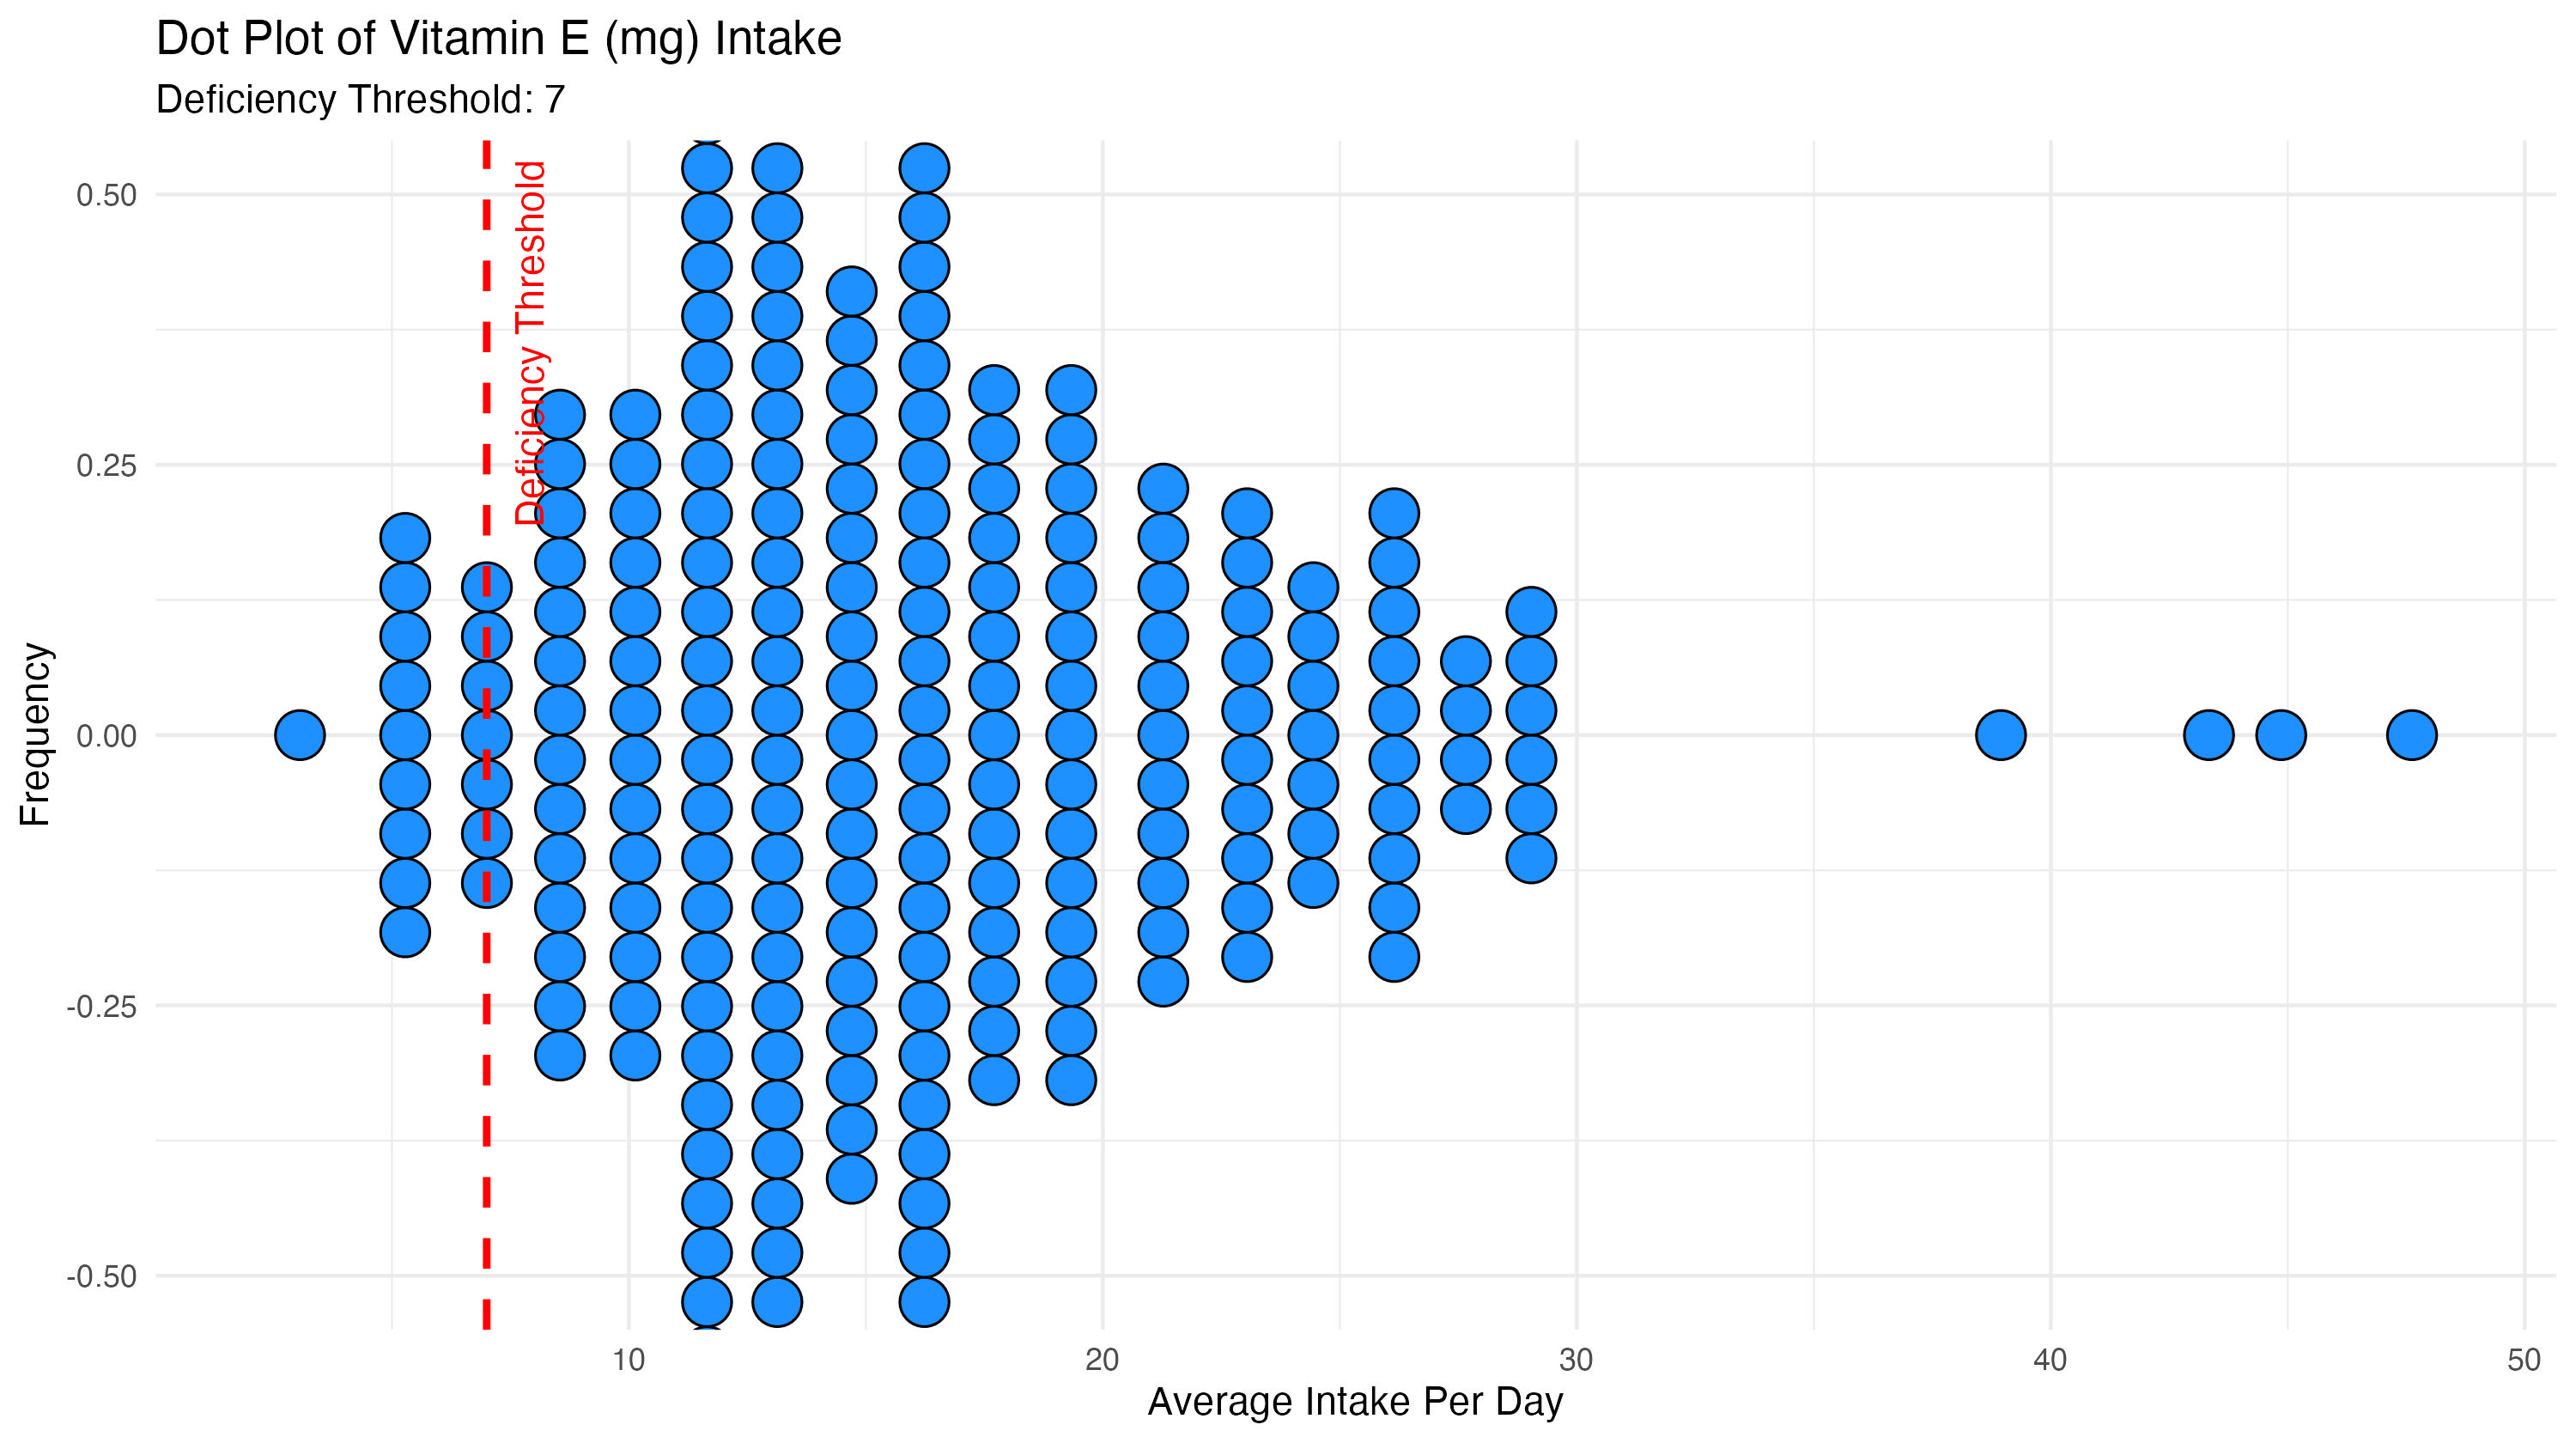 Dot Plot of Vitamin E (mg) Intake
Deficiency Threshold: 7
Deficiency Threshold
0.50
0.25
0.00
-0.25
-0.50
Frequency
10 20 30 40 50
Average Intake Per Day